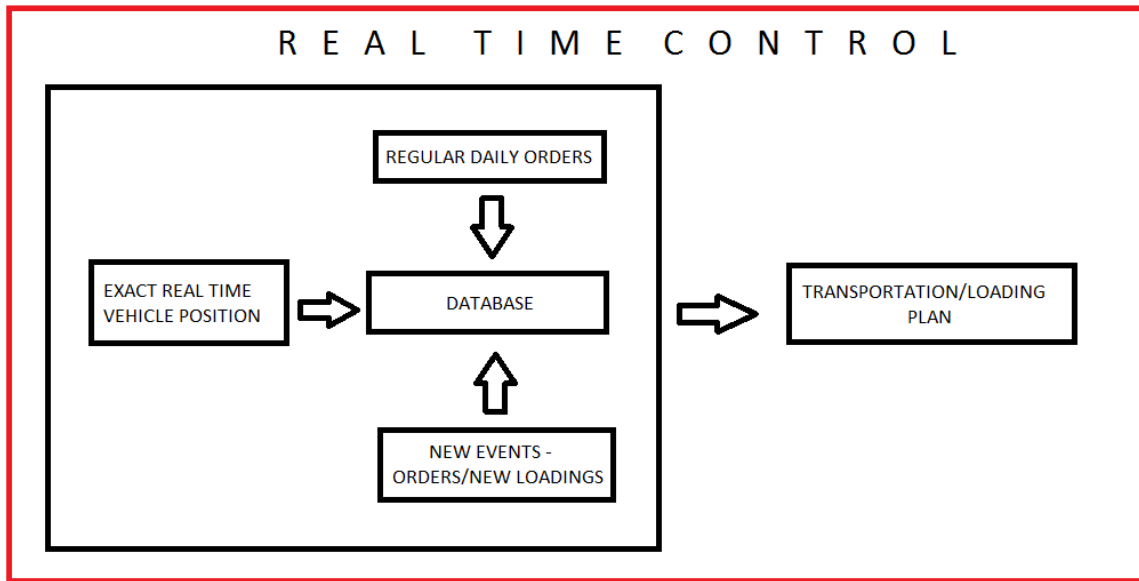 REAL TIME CONTROL
REGULAR DAILY ORDERS
EXACT REAL TIME
VEHICLE POSITION
DATABASE
TRANSPORTATION/LOADING
PLAN
NEW EVENTS -
ORDERS/NEW LOADINGS